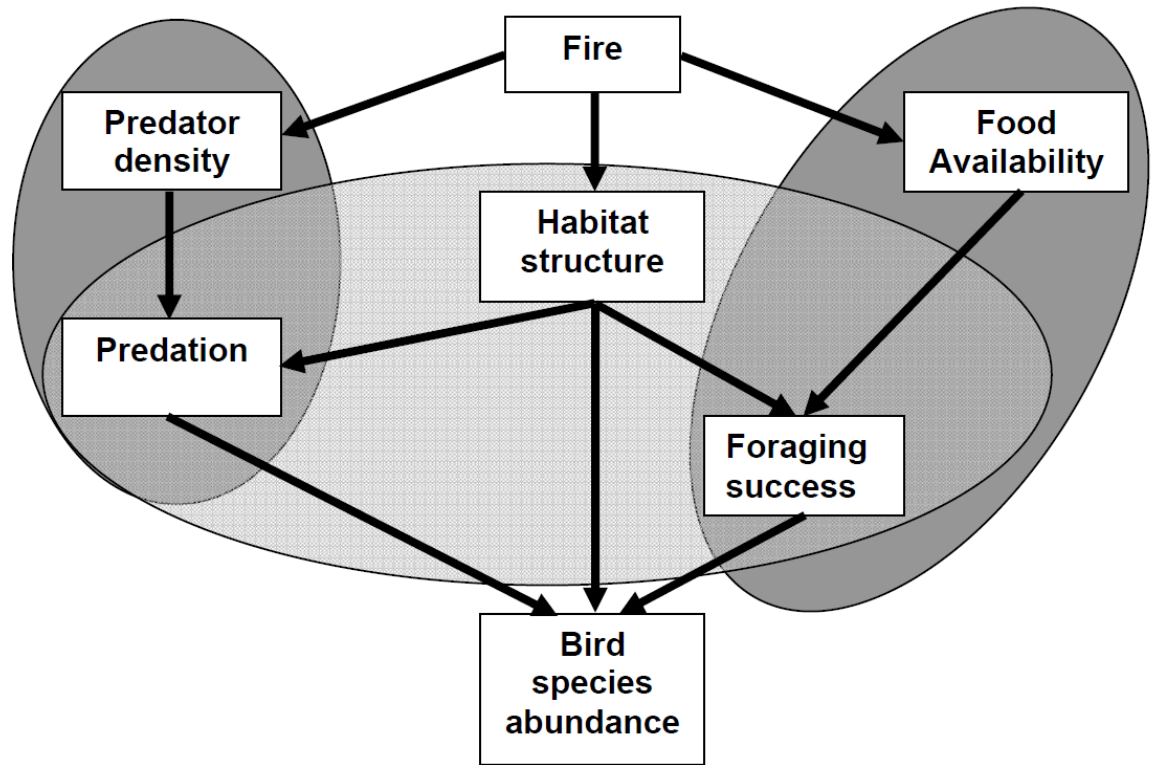 Fire
Predator
density
Food
Availability
Habitat
structure
Predation
Foraging
success
Bird
species
abundance